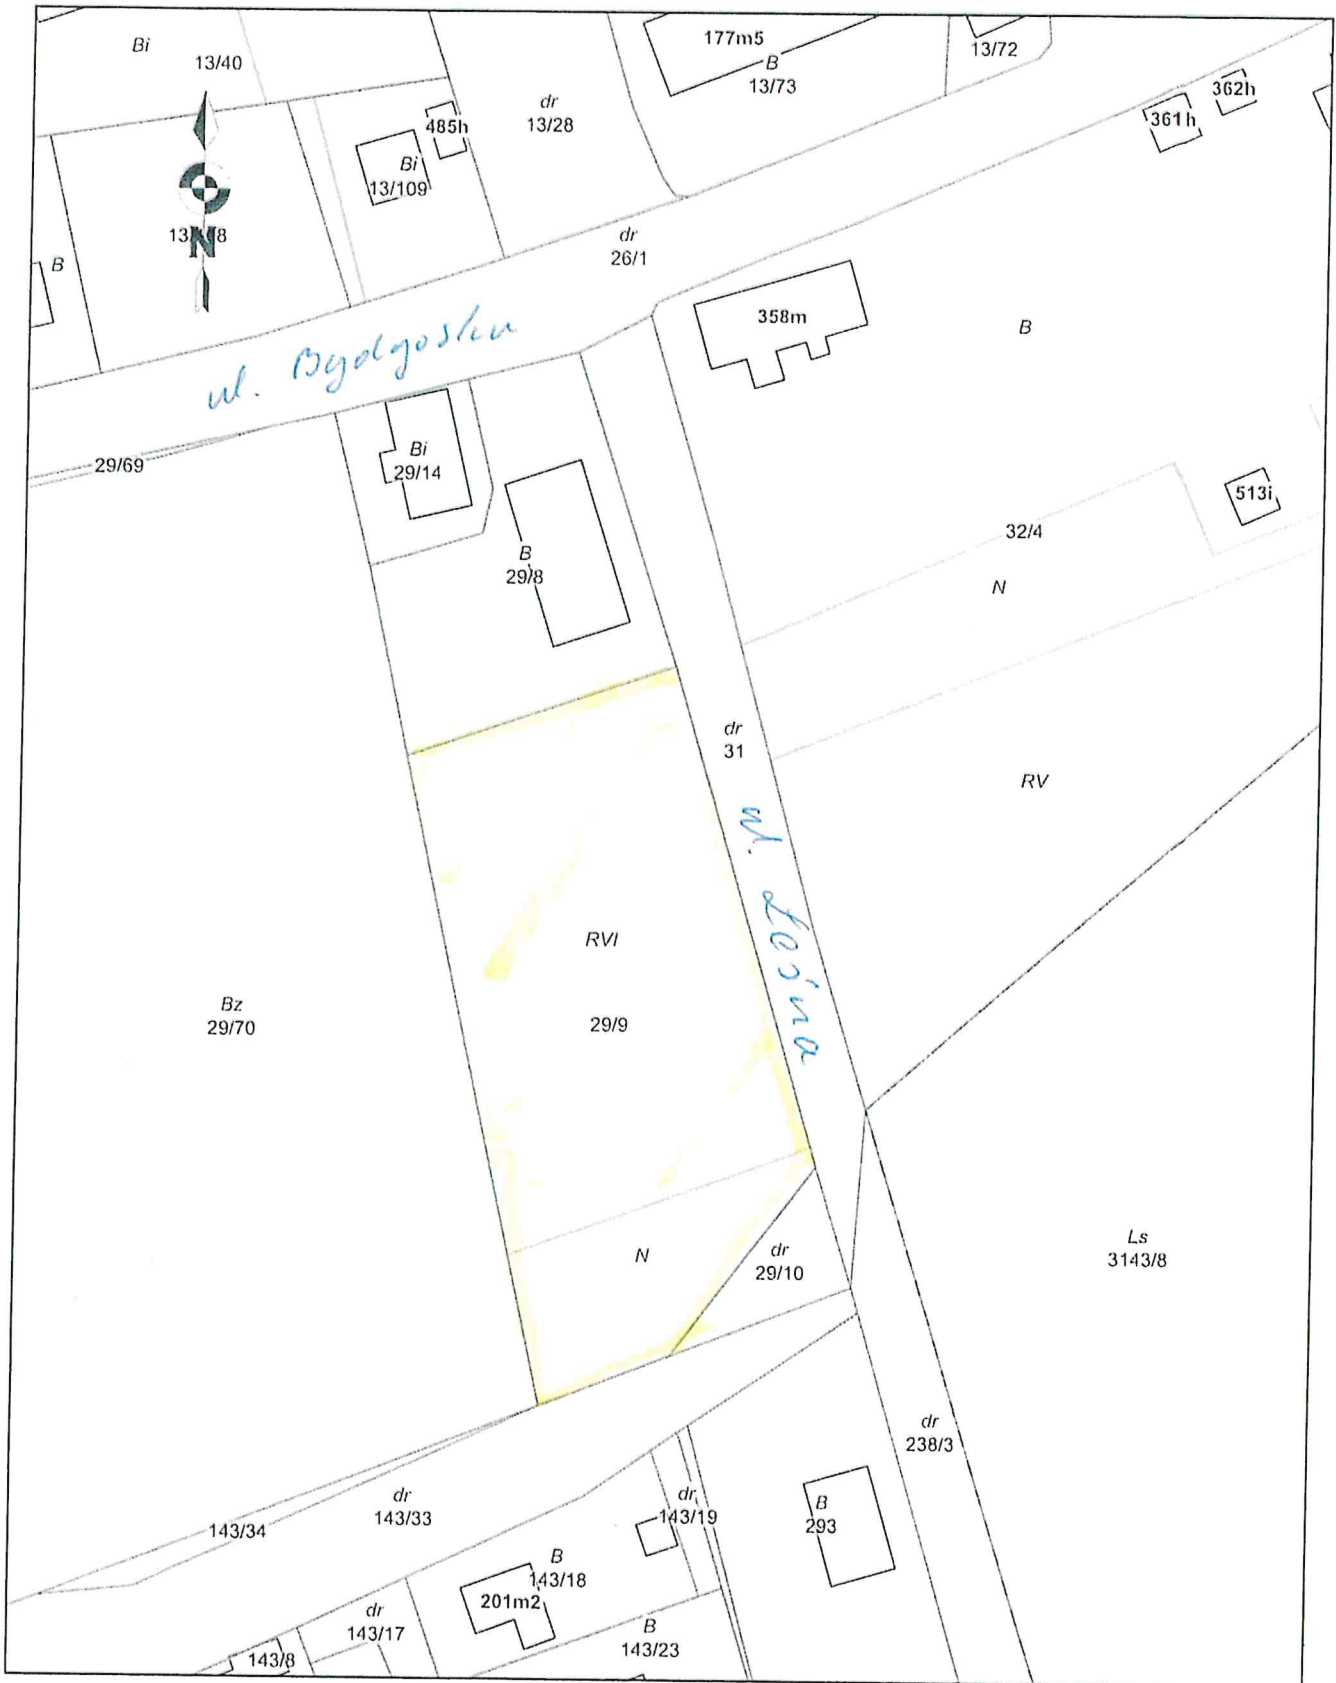 Bi
13/40
177m5
B
13/73
13/72
dr
13/28
485h
Bi
13/109
362h
361h
N
B
dr
26/1
358m
B
ul. Bydgoska
29/69
Bi
29/14
B
29/8
513i
32/4
N
dr
31
RV
ul. Leśna
RVI
29/9
Bz
29/70
N
dr
29/10
Ls
3143/8
dr
238/3
dr
143/33
143/34
dr
143/19
B
293
B
143/18
201m2
dr
143/17
B
143/23
143/8